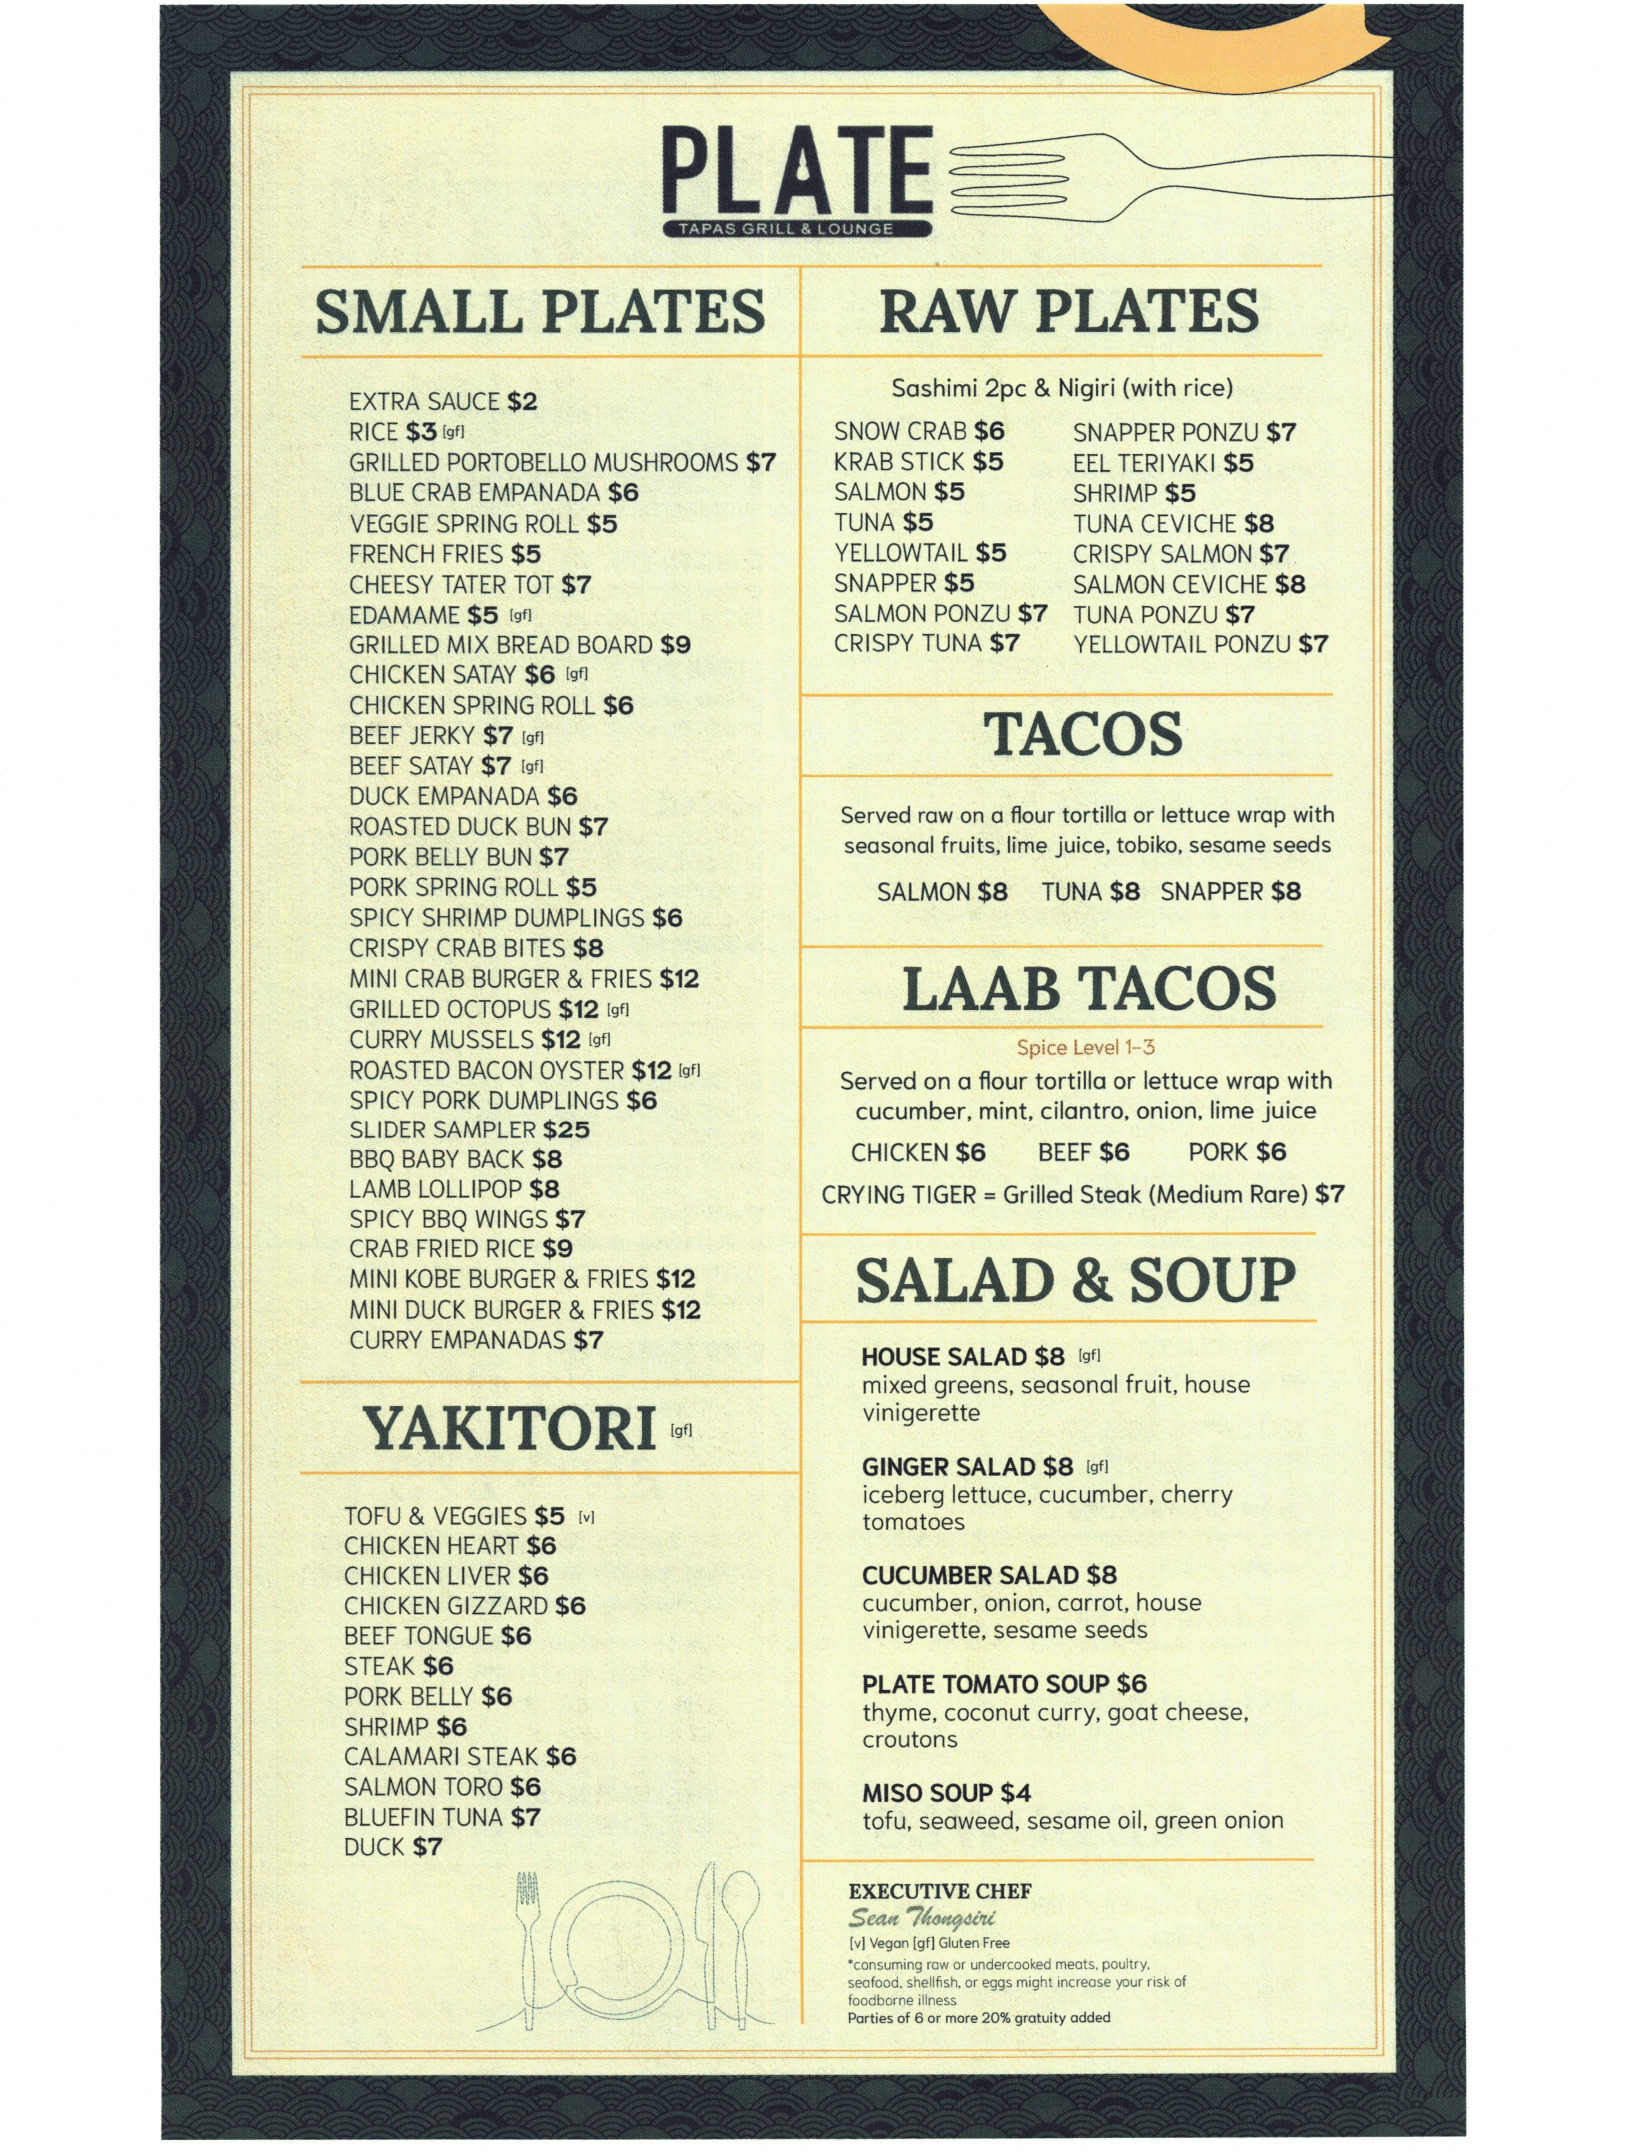 PLATE
TAPAS GRILL & LOUNGE
SMALL PLATES
EXTRA SAUCE $2
RICE $3 [gf]
GRILLED PORTOBELLO MUSHROOMS $7
BLUE CRAB EMPANADA $6
VEGGIE SPRING ROLL $5
FRENCH FRIES $5
CHEESY TATER TOT $7
EDAMAME $5 [gf]
GRILLED MIX BREAD BOARD $9
CHICKEN SATAY $6 [gf]
CHICKEN SPRING ROLL $6
BEEF JERKY $7 [gf]
BEEF SATAY $7 [gf]
DUCK EMPANADA $6
ROASTED DUCK BUN $7
PORK BELLY BUN $7
PORK SPRING ROLL $5
SPICY SHRIMP DUMPLINGS $6
CRISPY CRAB BITES $8
MINI CRAB BURGER & FRIES $12
GRILLED OCTOPUS $12 [gf]
CURRY MUSSELS $12 [gf]
ROASTED BACON OYSTER $12 [gf]
SPICY PORK DUMPLINGS $6
SLIDER SAMPLER $25
BBQ BABY BACK $8
LAMB LOLLIPOP $8
SPICY BBQ WINGS $7
CRAB FRIED RICE $9
MINI KOBE BURGER & FRIES $12
MINI DUCK BURGER & FRIES $12
CURRY EMPANADAS $7
YAKITORI [gf]
TOFU & VEGGIES $5 [v]
CHICKEN HEART $6
CHICKEN LIVER $6
CHICKEN GIZZARD $6
BEEF TONGUE $6
STEAK $6
PORK BELLY $6
SHRIMP $6
CALAMARI STEAK $6
SALMON TORO $6
BLUEFIN TUNA $7
DUCK $7
RAW PLATES
Sashimi 2pc & Nigiri (with rice)
SNOW CRAB $6 SNAPPER PONZU $7
KRAB STICK $5 EEL TERIYAKI $5
SALMON $5 SHRIMP $5
TUNA $5 TUNA CEVICHE $8
YELLOWTAIL $5 CRISPY SALMON $7
SNAPPER $5 SALMON CEVICHE $8
SALMON PONZU $7 TUNA PONZU $7
CRISPY TUNA $7 YELLOWTAIL PONZU $7
TACOS
Served raw on a flour tortilla or lettuce wrap with
seasonal fruits, lime juice, tobiko, sesame seeds
SALMON $8 TUNA $8 SNAPPER $8
LAAB TACOS
Spice Level 1-3
Served on a flour tortilla or lettuce wrap with
cucumber, mint, cilantro, onion, lime juice
CHICKEN $6 BEEF $6 PORK $6
CRYING TIGER = Grilled Steak (Medium Rare) $7
SALAD & SOUP
HOUSE SALAD $8 [gf]
mixed greens, seasonal fruit, house
vinigerette
GINGER SALAD $8 [gf]
iceberg lettuce, cucumber, cherry
tomatoes
CUCUMBER SALAD $8
cucumber, onion, carrot, house
vinigerette, sesame seeds
PLATE TOMATO SOUP $6
thyme, coconut curry, goat cheese,
croutons
MISO SOUP $4
tofu, seaweed, sesame oil, green onion
EXECUTIVE CHEF
Sean Thongsiri
[v] Vegan [gf] Gluten Free
*consuming raw or undercooked meats, poultry,
seafood, shellfish, or eggs might increase your risk of
foodborne illness
Parties of 6 or more 20% gratuity added